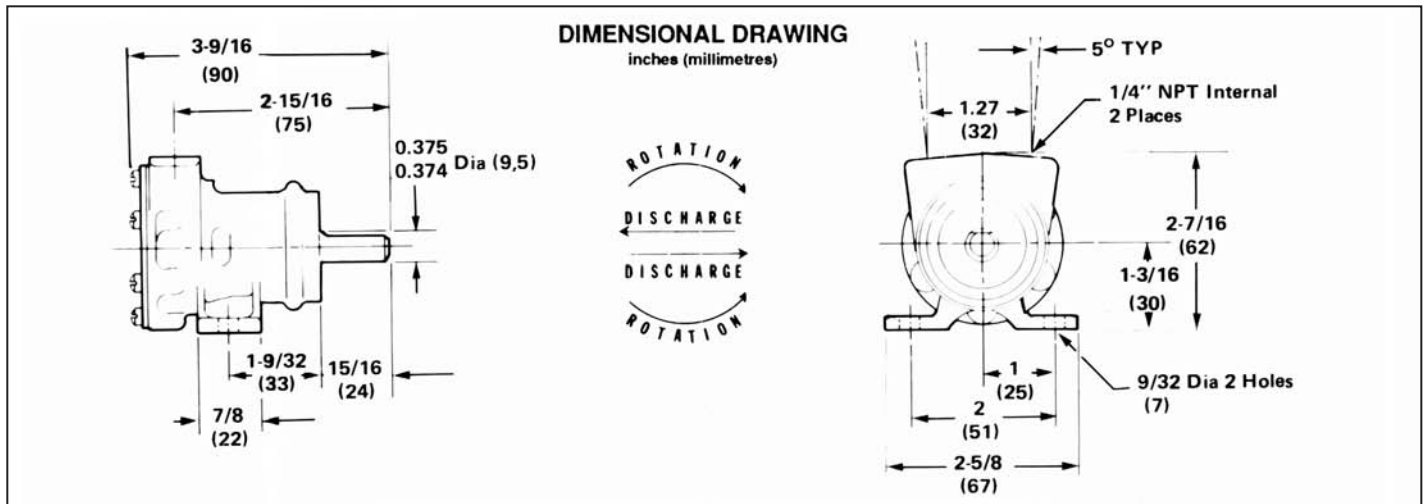 DIMENSIONAL DRAWING
inches (millimetres)
3-9/16
(90)
2-15/16
(75)
0.375
0.374 Dia (9,5)
1-9/32
(33)
15/16
(24)
7/8
(22)
ROTATION
DISCHARGE
DISCHARGE
ROTATION
5° TYP
1/4″ NPT Internal
2 Places
1.27
(32)
2-7/16
(62)
1-3/16
(30)
1
(25)
2
(51)
2-5/8
(67)
9/32 Dia 2 Holes
(7)